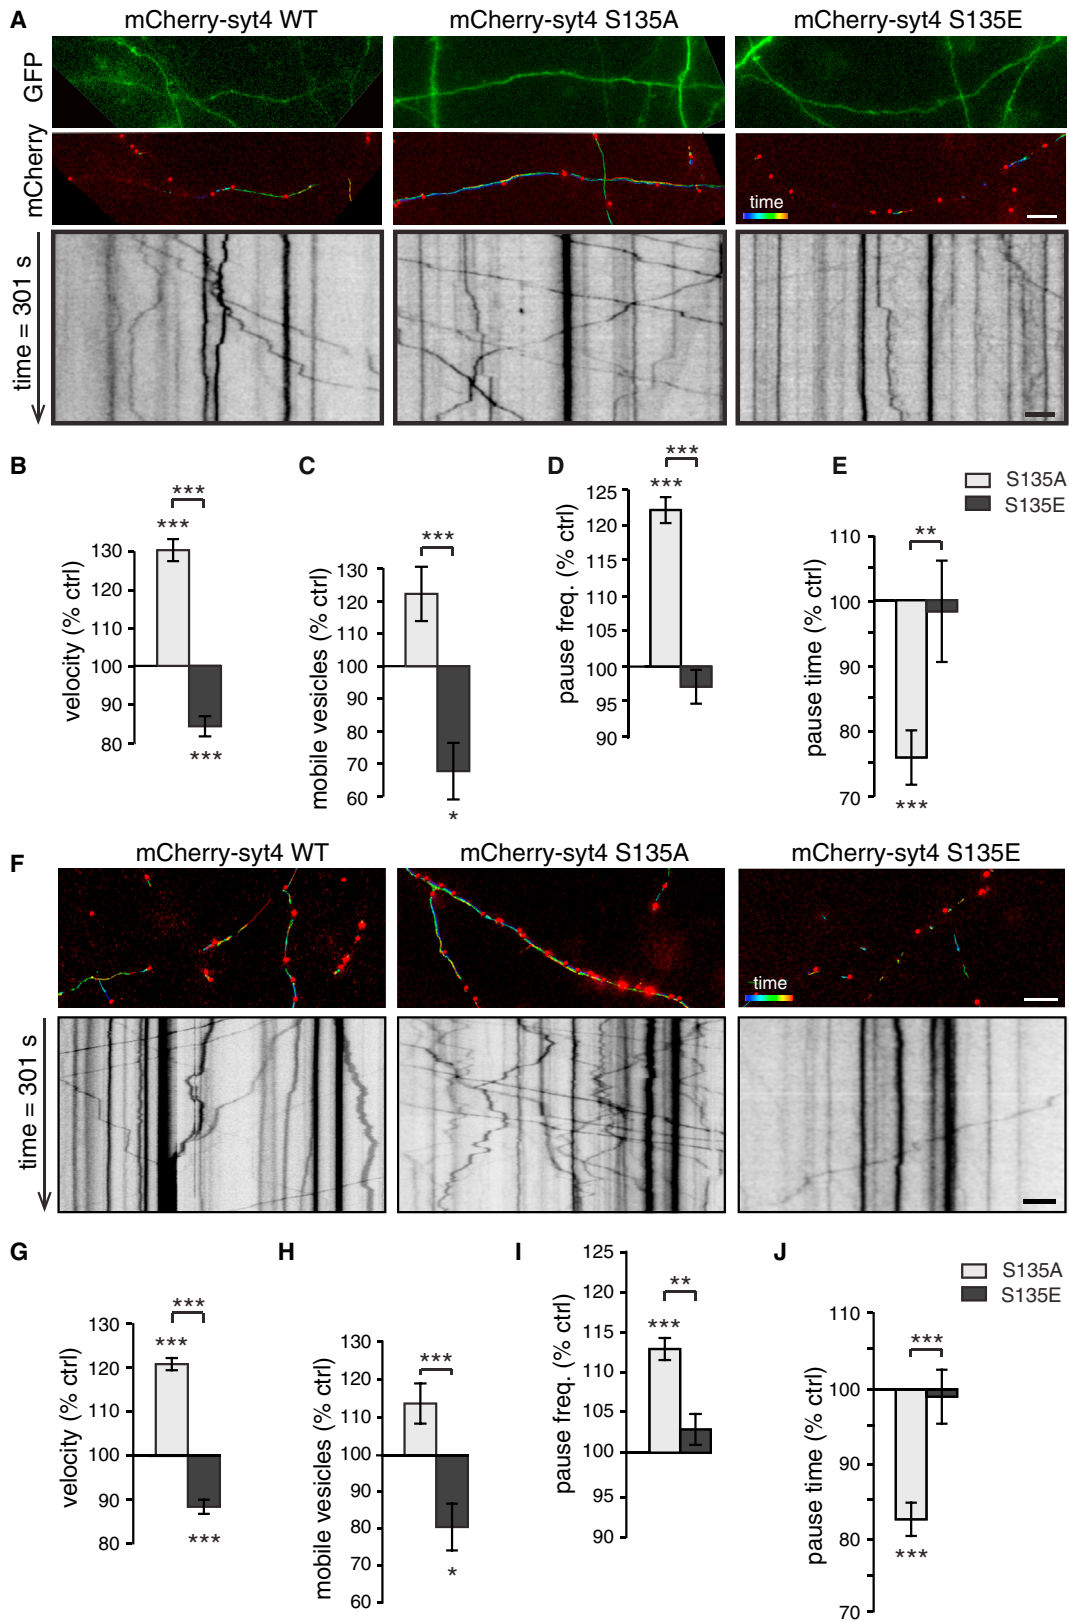 A
mCherry-syt4 WT
mCherry-syt4 S135A
mCherry-syt4 S135E
GFP
mCherry
time
time = 301 s
B
velocity (% ctrl)
130
120
110
100
90
80
***
***
***
C
mobile vesicles (% ctrl)
130
120
110
100
90
80
70
60
***
*
D
pause freq. (% ctrl)
125
120
115
110
105
100
95
90
***
***
E
pause time (% ctrl)
110
100
90
80
70
**
***
S135A
S135E
F
mCherry-syt4 WT
mCherry-syt4 S135A
mCherry-syt4 S135E
time
time = 301 s
G
velocity (% ctrl)
130
120
110
100
90
80
***
***
***
H
mobile vesicles (% ctrl)
130
120
110
100
90
80
70
60
***
*
I
pause freq. (% ctrl)
125
120
115
110
105
100
95
90
**
***
J
pause time (% ctrl)
110
100
90
80
70
***
***
S135A
S135E